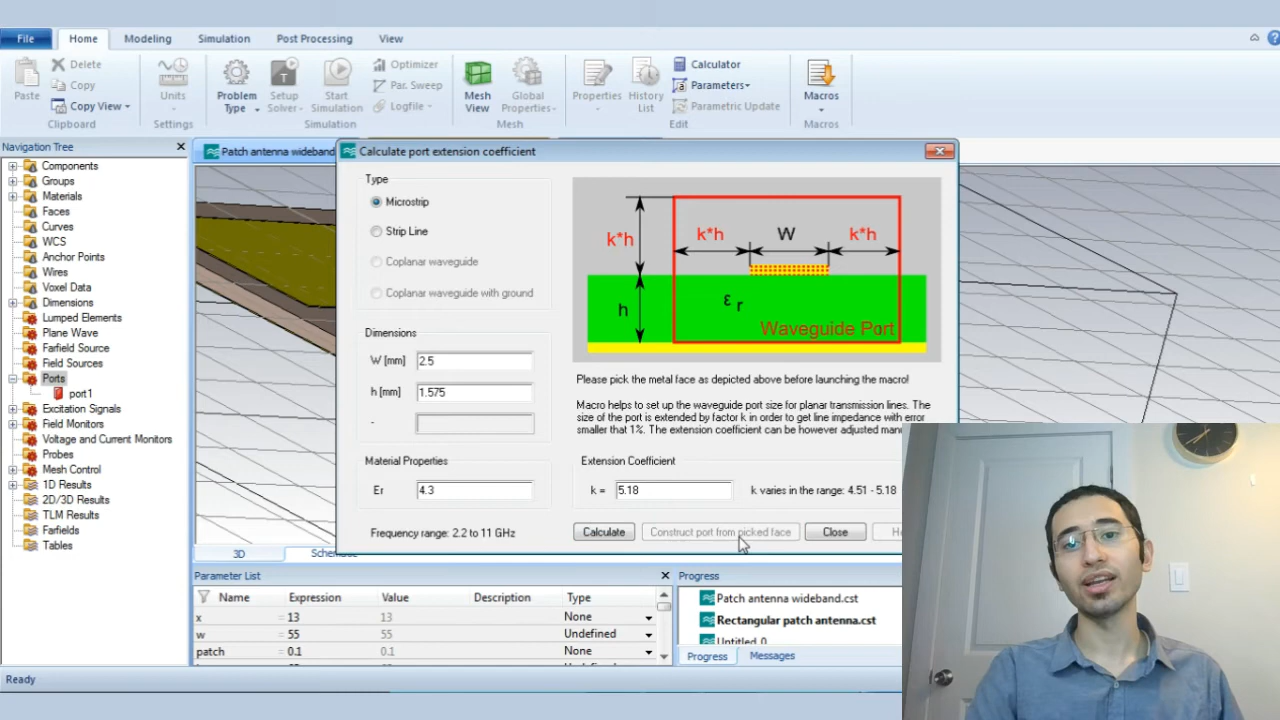 File Home Modeling Simulation Post Processing View
Delete Optimizer Calculator
Copy Par. Sweep Parameters
Paste Copy View Units Problem Type Setup Solver Start Simulation Logfile Mesh View Global Properties Properties History List Parametric Update Macros
Clipboard Settings Simulation Mesh Edit Macros
Navigation Tree
Components
Groups
Materials
Faces
Curves
WCS
Anchor Points
Wires
Voxel Data
Dimensions
Lumped Elements
Plane Wave
Farfield Source
Field Sources
Ports
port1
Excitation Signals
Field Monitors
Voltage and Current Monitors
Probes
Mesh Control
1D Results
2D/3D Results
TLM Results
Farfields
Tables
Patch antenna wideband
Calculate port extension coefficient
Type
Microstrip
Strip Line
Coplanar waveguide
Coplanar waveguide with ground
Dimensions
W [mm] 2.5
h [mm] 1.575
-
Material Properties
Er 4.3
Frequency range: 2.2 to 11 GHz
k*h k*h W k*h
h εr
Waveguide Port
Please pick the metal face as depicted above before launching the macro!
Macro helps to set up the waveguide port size for planar transmission lines. The
size of the port is extended by factor k in order to get line impedance with error
smaller that 1%. The extension coefficient can be however adjusted
Extension Coefficient
k = 5.18 k varies in the range: 4.51 - 5.18
Calculate Construct port from picked face Close
3D
Parameter List
Name Expression Value Description Type
x = 13 13 None
w = 55 55 Undefined
patch = 0.1 0.1 None
Progress
Patch antenna wideband.cst
Rectangular patch antenna.cst
Untitled_0
Progress Messages
Ready